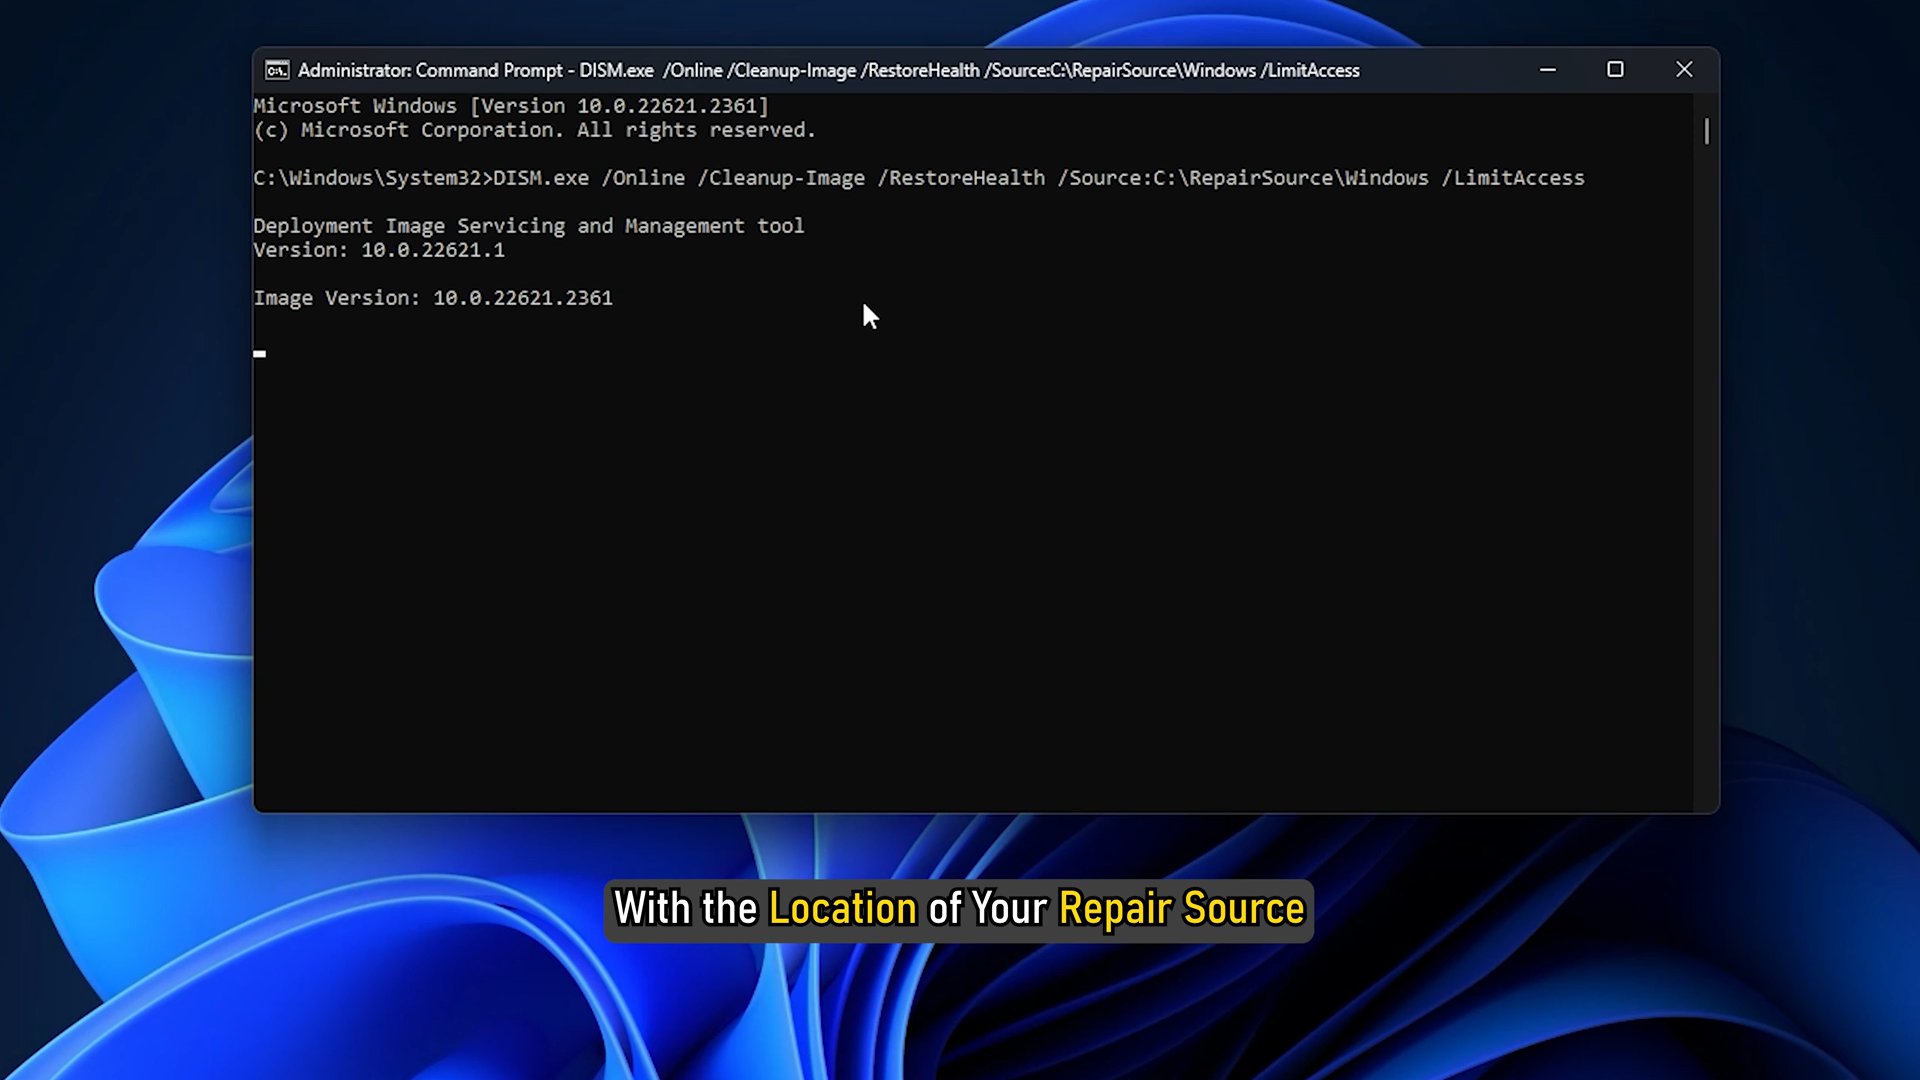 Administrator: Command Prompt - DISM.exe  /Online /Cleanup-Image /RestoreHealth /Source:C:\RepairSource\Windows /LimitAccess
Microsoft Windows [Version 10.0.22621.2361]
(c) Microsoft Corporation. All rights reserved.
C:\Windows\System32>DISM.exe /Online /Cleanup-Image /RestoreHealth /Source:C:\RepairSource\Windows /LimitAccess
Deployment Image Servicing and Management tool
Version: 10.0.22621.1
Image Version: 10.0.22621.2361
With the Location of Your Repair Source